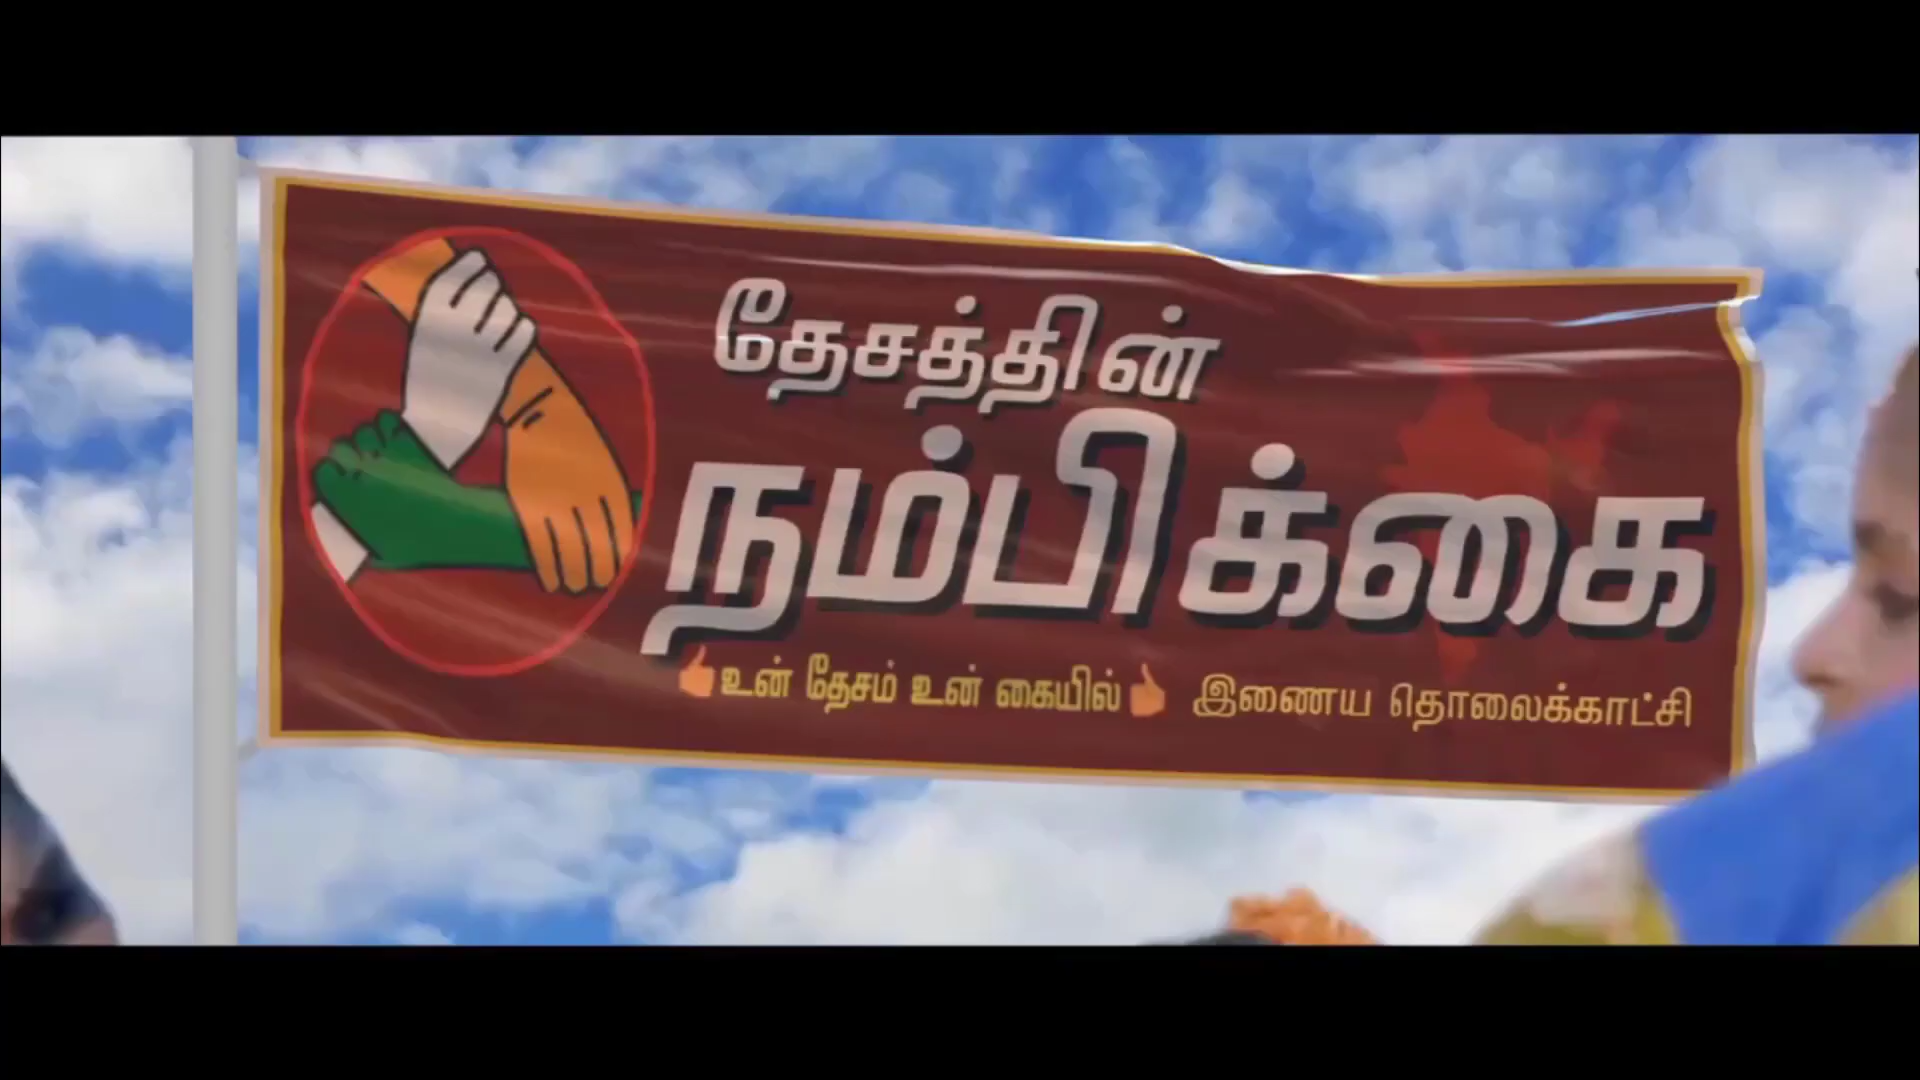 தேசத்தின்
நம்பிக்கை
உன் தேசம் உன் கையில் இணைய தொலைக்காட்சி